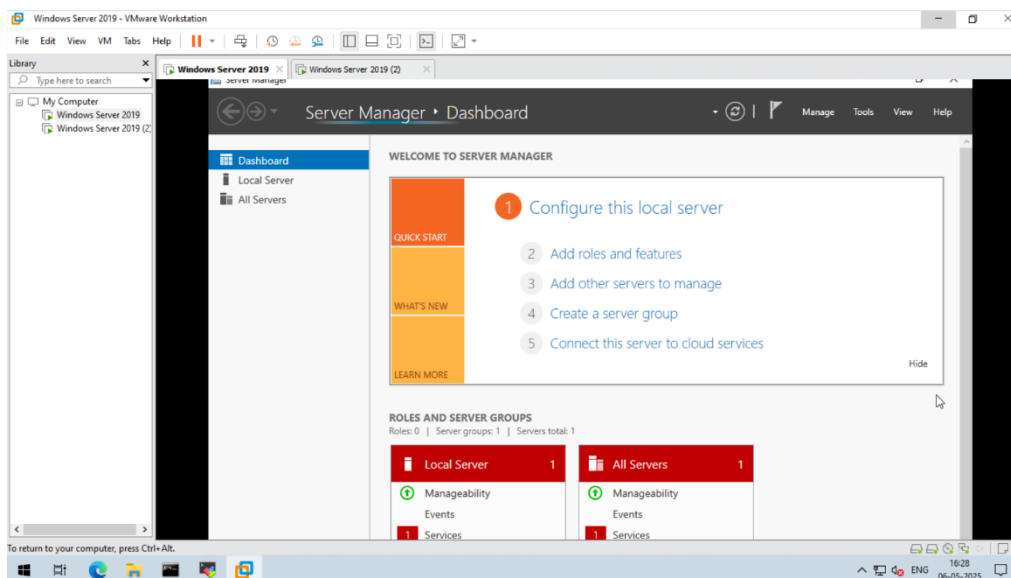 Windows Server 2019 - VMware Workstation
File Edit View VM Tabs Help
Library
Type here to search
My Computer
Windows Server 2019
Windows Server 2019 (2)
Windows Server 2019
Windows Server 2019 (2)
Server Manager
Server Manager • Dashboard
Manage Tools View Help
Dashboard
Local Server
All Servers
WELCOME TO SERVER MANAGER
QUICK START
WHAT'S NEW
LEARN MORE
1 Configure this local server
2 Add roles and features
3 Add other servers to manage
4 Create a server group
5 Connect this server to cloud services
Hide
ROLES AND SERVER GROUPS
Roles: 0 | Server groups: 1 | Servers total: 1
Local Server 1
Manageability
Events
1 Services
All Servers 1
Manageability
Events
1 Services
To return to your computer, press Ctrl+Alt.
ENG
16:28
06-05-2025